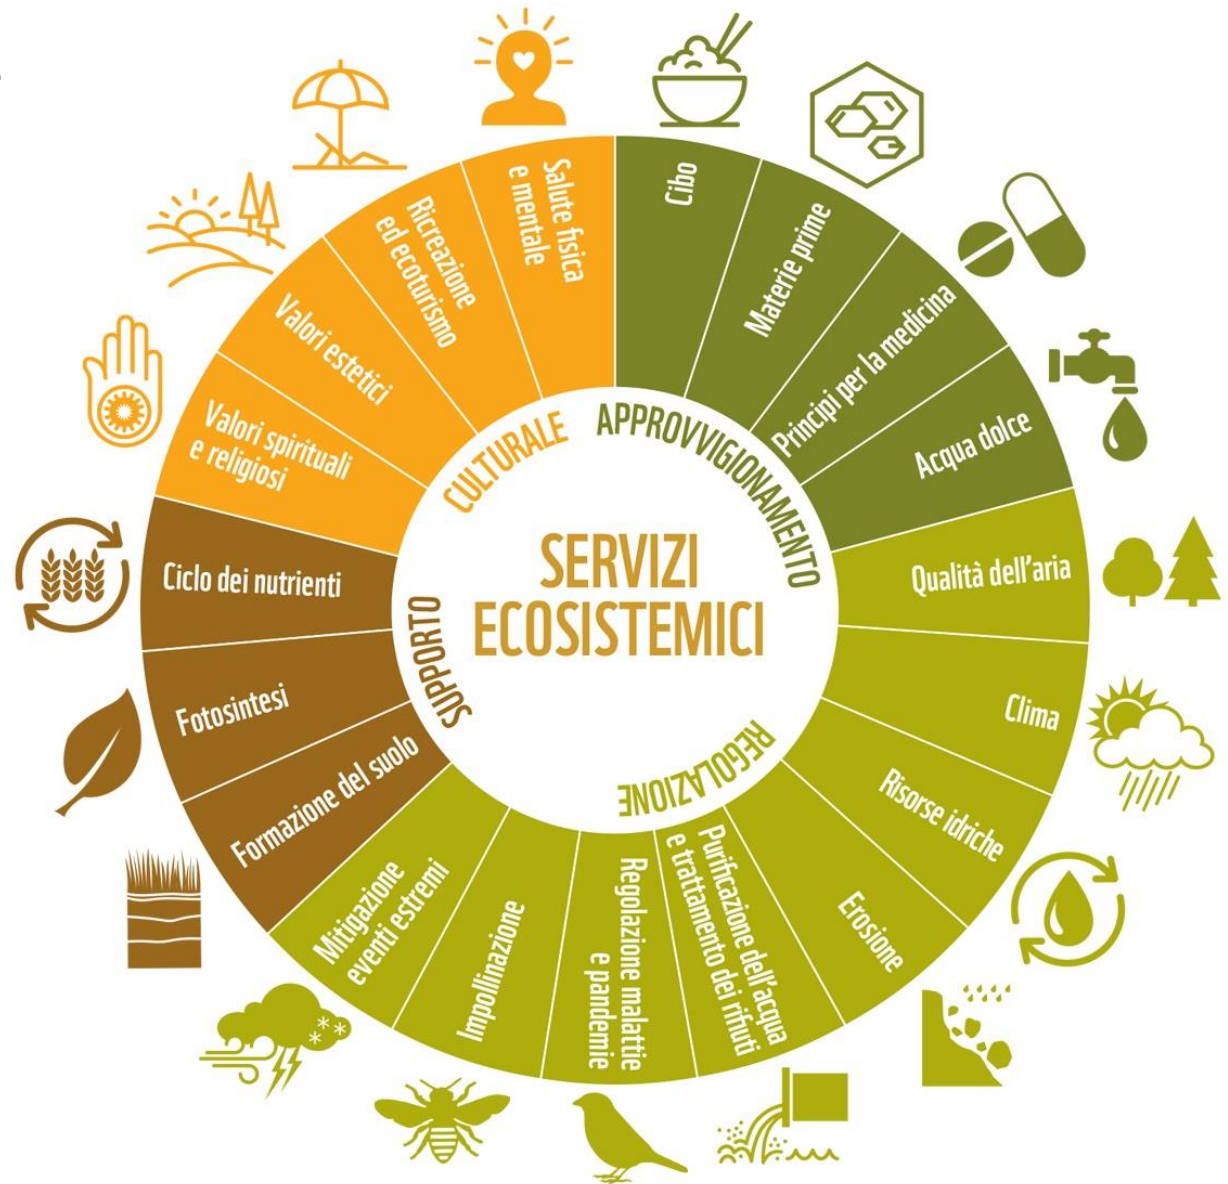 SERVIZI
ECOSISTEMICI
APPROVVIGIONAMENTO
Cibo
Materie prime
Principi per la medicina
Acqua dolce
REGOLAZIONE
Qualità dell'aria
Clima
Risorse idriche
Erosione
Purificazione dell'acqua
e trattamento dei rifiuti
Regolazione malattie
e pandemie
Impollinazione
Mitigazione
eventi estremi
SUPPORTO
Formazione del suolo
Fotosintesi
Ciclo dei nutrienti
CULTURALE
Valori spirituali
e religiosi
Valori estetici
Ricreazione
ed ecoturismo
Salute fisica
e mentale